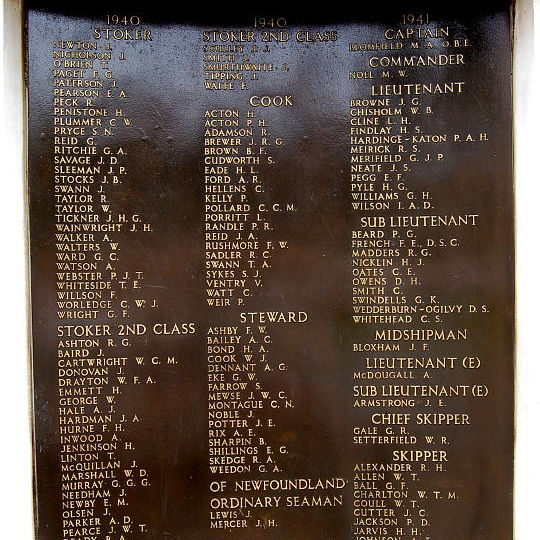 1940
STOKER
NEWTON J.
NICHOLSON J.
O'BRIEN T.
PAGET F. G.
PATERSON J.
PEARSON E. A.
PECK R.
PENISTONE H.
PLUMMER C. W.
PRYCE S. N.
REID G.
RITCHIE G. A.
SAVAGE J. D.
SLEEMAN J. P.
STOCKS J. B.
SWANN J.
TAYLOR R.
TAYLOR W.
TICKNER J. H. G.
WAINWRIGHT J. H.
WALKER A.
WALTERS W.
WARD G. C.
WATSON A.
WEBSTER P. J. T.
WHITESIDE T. E.
WILLSON F.
WORLEDGE C. W. J.
WRIGHT G. F.
STOKER 2ND CLASS
ASHTON R. G.
BAIRD J.
CARTWRIGHT W. C. M.
DONOVAN J.
DRAYTON W. F. A.
EMMETT H.
GEORGE W.
HALE A. J.
HARDMAN J. A.
HURNE F. H.
INWOOD A.
JENKINSON H.
LINTON T.
McQUILLAN J.
MARSHALL W. D.
MURRAY G. G. G.
NEEDHAM J.
NEWBY E. M.
OLSEN J.
PARKER A. D.
PEARCE J. W. T.
1940
STOKER 2ND CLASS
SMITH J.
SMURTHWAITE J.
TIPPING J.
WAITE F.
COOK
ACTON H.
ACTON P. H.
ADAMSON R.
BREWER J. R. G.
BROWN B. F.
CUDWORTH S.
EADE H. L.
FORD A. R.
HELLENS C.
KELLY P.
POLLARD C. C. M.
PORRITT L.
RANDLE P. R.
REID J. A.
RUSHMORE F. W.
SADLER R. C.
SWANN T. A.
SYKES S. J.
VENTRY V.
WATT C.
WEIR P.
STEWARD
ASHBY F. W.
BAILEY A. C.
BOND H. A.
COOK W. J.
DENNANT A. G.
EKE G. W.
FARROW S.
MEWSE J. W. C.
MONTAGUE C. N.
NOBLE J.
POTTER J. E.
RIX A. E.
SHARPIN B.
SHILLINGS E. G.
SKEDGE R. A.
WEEDON G. A.
OF NEWFOUNDLAND
ORDINARY SEAMAN
LEWIS J.
MERCER J. H.
1941
CAPTAIN
BLOMFIELD M. A. O.B.E.
COMMANDER
NOLL M. W.
LIEUTENANT
BROWNE J. G.
CHISHOLM W. B.
CLINE L. H.
FINDLAY H. S.
HARDINGE-KATON P. A. H.
MEIRICK R. S.
MERIFIELD G. J. P.
NEATE J. S.
PEGG E. F.
PYLE H. G.
WILLIAMS G. H.
WILSON I. A. D.
SUB LIEUTENANT
BEARD P. G.
FRENCH F. E., D. S. C.
MADDERS R. G.
NICKLIN H. J.
OATES C. E.
OWENS D. H.
SMITH C.
SWINDELLS G. K.
WEDDERBURN-OGILVY D. S.
WHITEHEAD C. S.
MIDSHIPMAN
BLOXHAM J. F.
LIEUTENANT (E)
McDOUGALL A.
SUB LIEUTENANT (E)
ARMSTRONG J. E.
CHIEF SKIPPER
GALE G. R.
SETTERFIELD W. R.
SKIPPER
ALEXANDER R. H.
ALLEN W. T.
BALL G. F.
CHARLTON W. T. M.
COULL W. T.
CUTTER J. C.
JACKSON P. D.
JARVIS H. H.